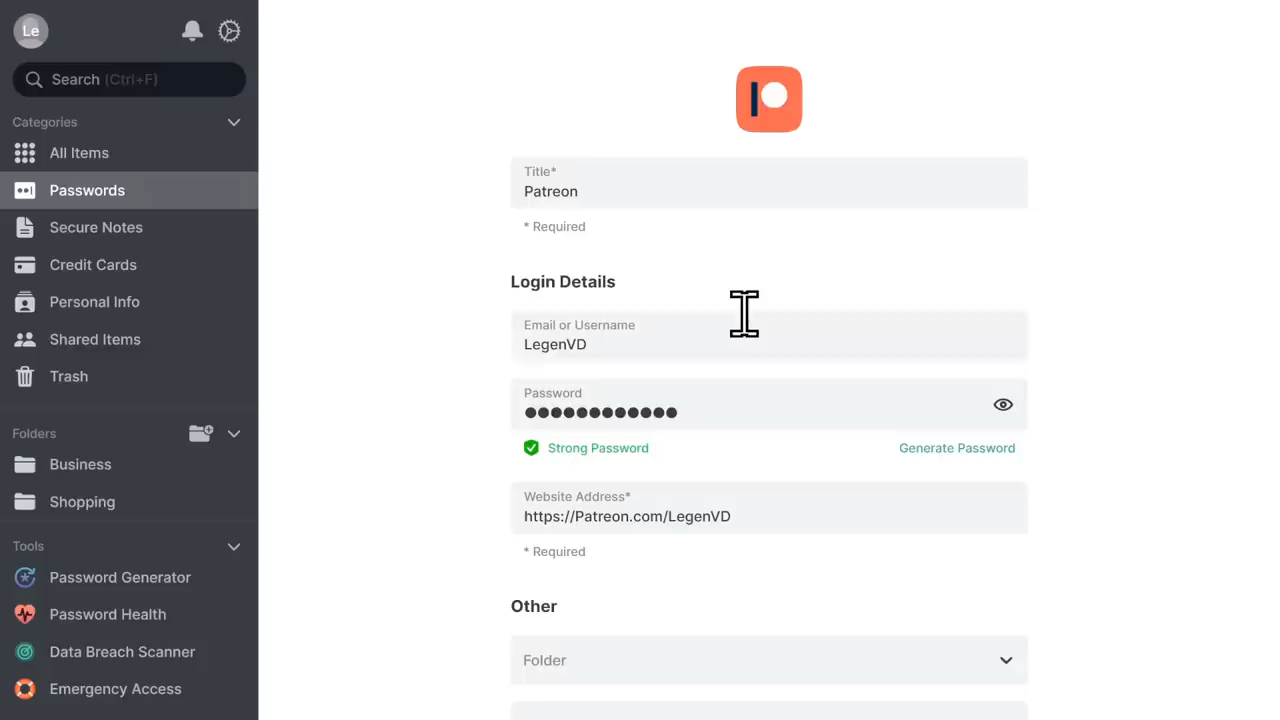 Le
Search (Ctrl+F)
Categories
All Items
Passwords
Secure Notes
Credit Cards
Personal Info
Shared Items
Trash
Folders
Business
Shopping
Tools
Password Generator
Password Health
Data Breach Scanner
Emergency Access
Title*
Patreon
* Required
Login Details
Email or Username
LegenVD
Password
●●●●●●●●●●●●
Strong Password
Generate Password
Website Address*
https://Patreon.com/LegenVD
* Required
Other
Folder